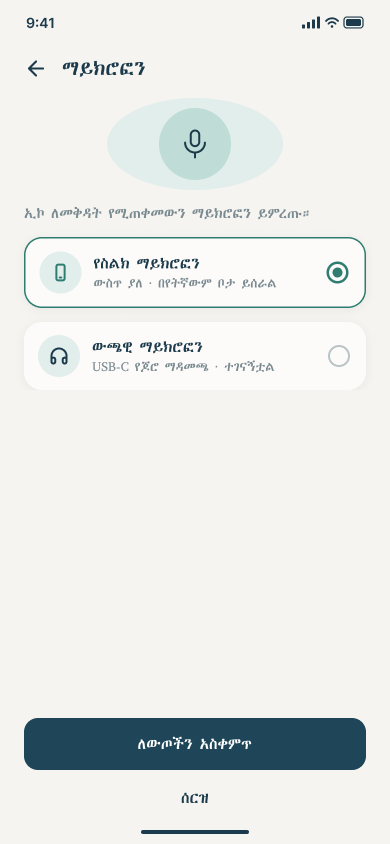 9:41
ማይክሮፎን
ኢኮ ለመቅዳት የሚጠቀመውን ማይክሮፎን ይምረጡ።
የስልክ ማይክሮፎን
ውስጥ ያለ · በየትኛውም ቦታ ይሰራል
ውጫዊ ማይክሮፎን
USB-C የጆሮ ማዳመጫ · ተገናኝቷል
ለውጦችን አስቀምጥ
ሰርዝ